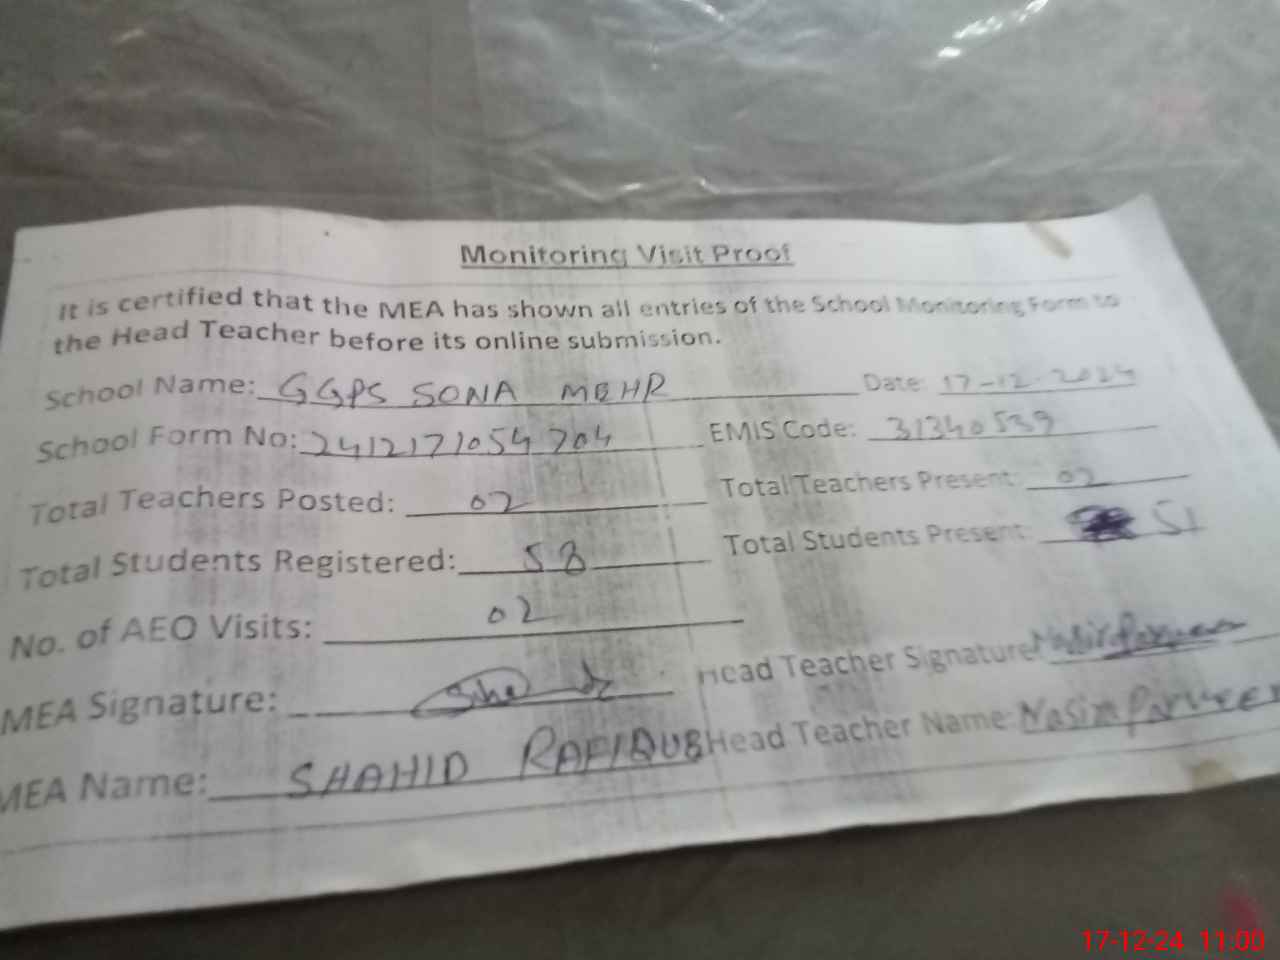 Monitoring Visit Proof
It is certified that the MEA has shown all entries of the School Monitoring Form to
the Head Teacher before its online submission.
School Name: GGPS SONA MEHR Date: 17-12-2024
School Form No: 2412171054704 EMIS Code: 31340539
Total Teachers Posted: 02 Total Teachers Present: 02
Total Students Registered: 58 Total Students Present: 51
No. of AEO Visits: 02
MEA Signature: Head Teacher Signature:
MEA Name: SHAHID RAFIQUE Head Teacher Name: Nasim Parveen
17-12-24 11:00